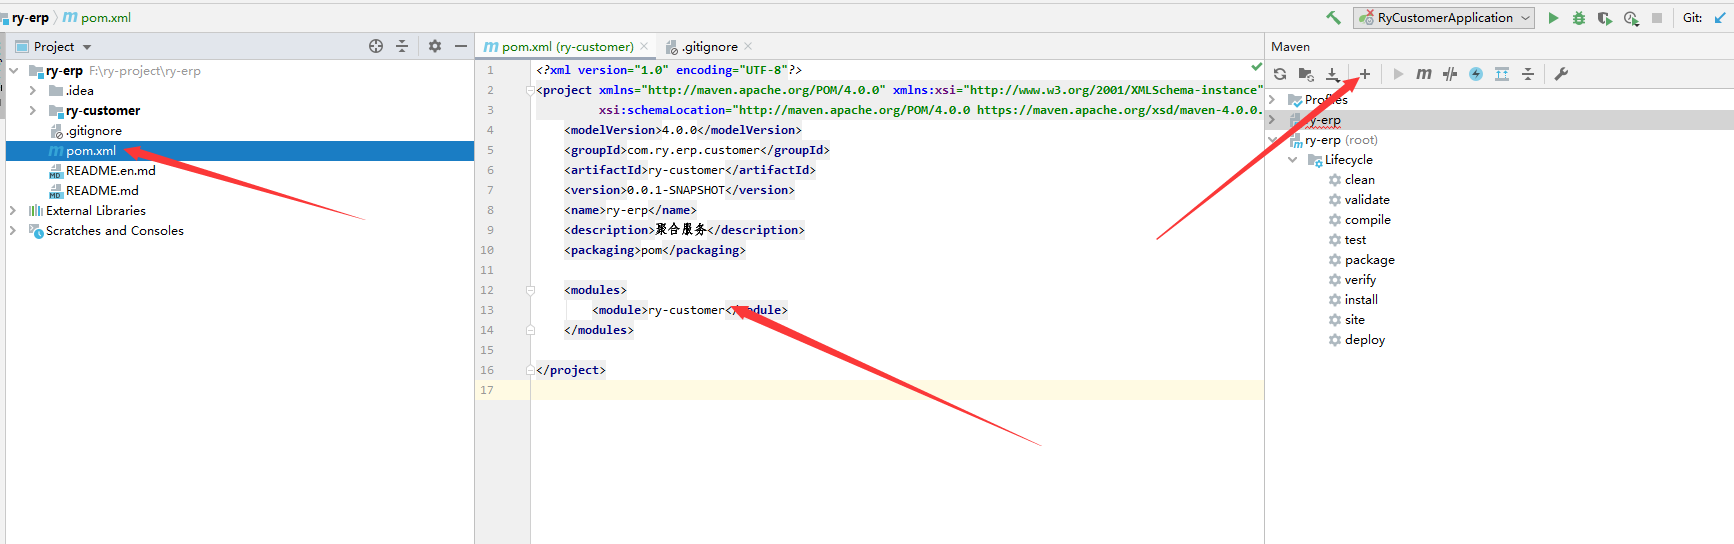 ry-erp pom.xml
RyCustomerApplication
Git:
Project
ry-erp F:\ry-project\ry-erp
.idea
ry-customer
.gitignore
pom.xml
README.en.md
README.md
External Libraries
Scratches and Consoles
pom.xml (ry-customer)
.gitignore
1 <?xml version="1.0" encoding="UTF-8"?>
2 <project xmlns="http://maven.apache.org/POM/4.0.0" xmlns:xsi="http://www.w3.org/2001/XMLSchema-instance"
3 xsi:schemaLocation="http://maven.apache.org/POM/4.0.0 https://maven.apache.org/xsd/maven-4.0.0.
4 <modelVersion>4.0.0</modelVersion>
5 <groupId>com.ry.erp.customer</groupId>
6 <artifactId>ry-customer</artifactId>
7 <version>0.0.1-SNAPSHOT</version>
8 <name>ry-erp</name>
9 <description>聚合服务</description>
10 <packaging>pom</packaging>
11
12 <modules>
13 <module>ry-customer</module>
14 </modules>
15
16 </project>
17
Maven
Profiles
ry-erp
ry-erp (root)
Lifecycle
clean
validate
compile
test
package
verify
install
site
deploy